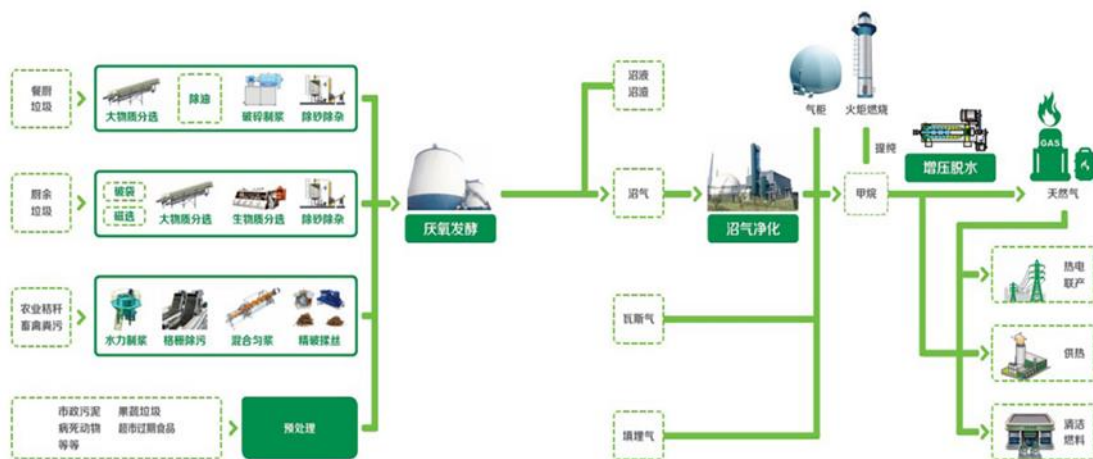 餐厨
垃圾
大物质分选
除油
破碎制浆
除砂除杂
厨余
垃圾
破袋
磁选
大物质分选
生物质分选
除砂除杂
农业秸秆
畜禽粪污
水力制浆
格栅除污
混合匀浆
精破揉丝
市政污泥 果蔬垃圾
病死动物 超市过期食品
等等
预处理
厌氧发酵
沼液
沼渣
沼气
沼气净化
瓦斯气
填埋气
气柜
火炬燃烧
提纯
甲烷
增压脱水
GAS
天然气
热电
联产
供热
清洁
燃料